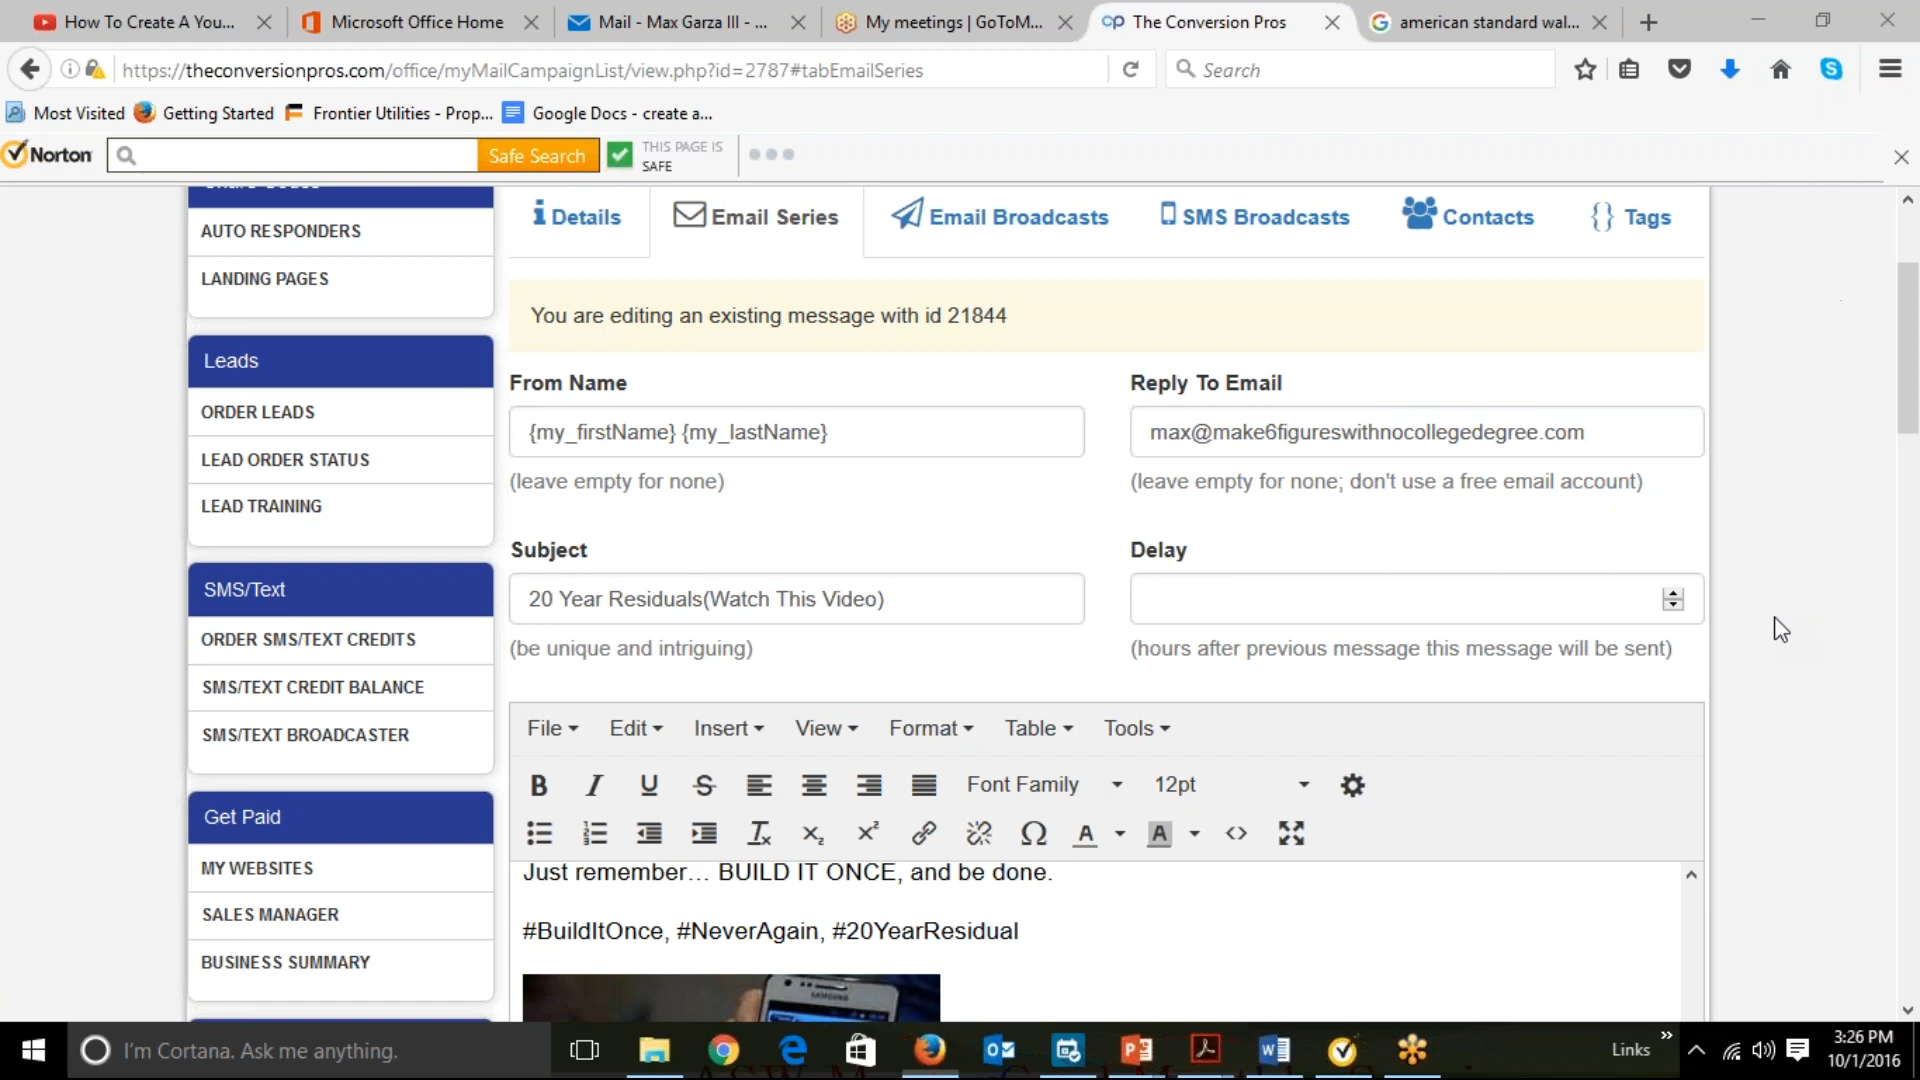 How To Create A You...
Microsoft Office Home
Mail - Max Garza III - ...
My meetings | GoToM...
The Conversion Pros
american standard wal...
https://theconversionpros.com/office/myMailCampaignList/view.php?id=2787#tabEmailSeries
Search
Most Visited
Getting Started
Frontier Utilities - Prop...
Google Docs - create a...
Norton
Safe Search
THIS PAGE IS
SAFE
AUTO RESPONDERS
LANDING PAGES
Leads
ORDER LEADS
LEAD ORDER STATUS
LEAD TRAINING
SMS/Text
ORDER SMS/TEXT CREDITS
SMS/TEXT CREDIT BALANCE
SMS/TEXT BROADCASTER
Get Paid
MY WEBSITES
SALES MANAGER
BUSINESS SUMMARY
Details
Email Series
Email Broadcasts
SMS Broadcasts
Contacts
{} Tags
You are editing an existing message with id 21844
From Name
{my_firstName} {my_lastName}
(leave empty for none)
Reply To Email
max@make6figureswithnocollegedegree.com
(leave empty for none; don't use a free email account)
Subject
20 Year Residuals(Watch This Video)
(be unique and intriguing)
Delay
(hours after previous message this message will be sent)
File
Edit
Insert
View
Format
Table
Tools
Font Family
12pt
Just remember… BUILD IT ONCE, and be done.
#BuildItOnce, #NeverAgain, #20YearResidual
SAMSUNG
I'm Cortana. Ask me anything.
Links
3:26 PM
10/1/2016